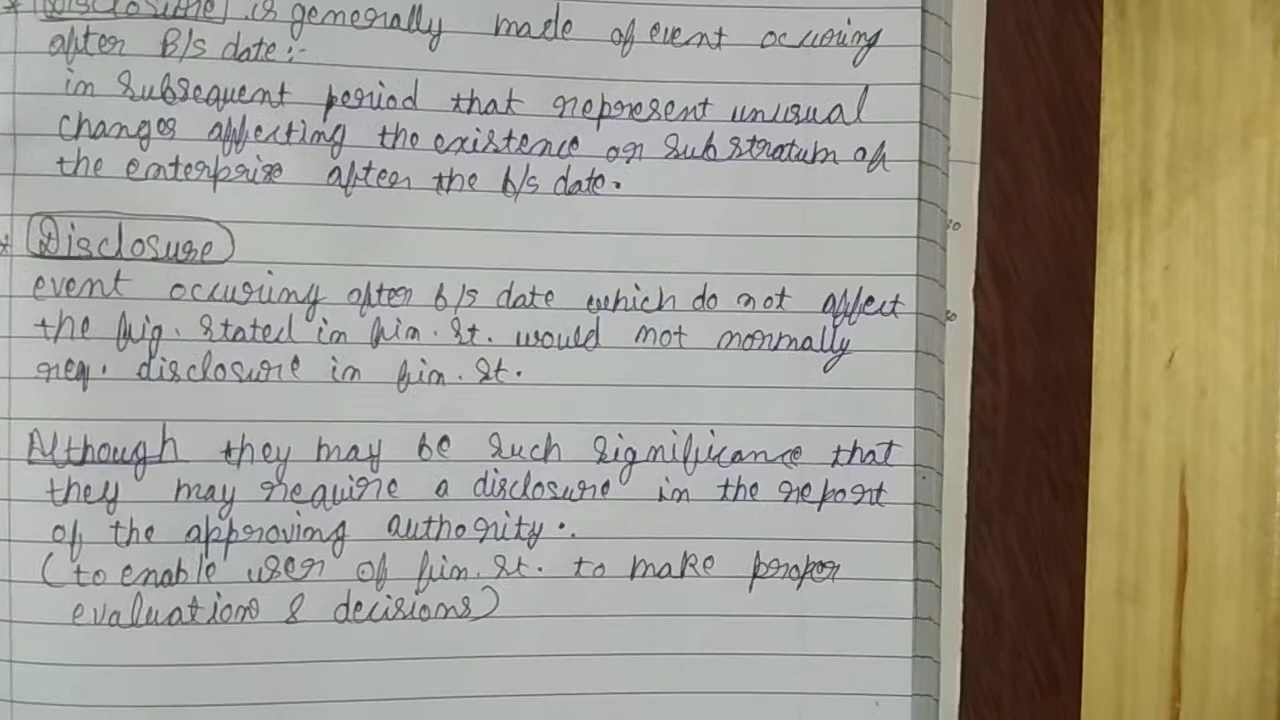 * Disclosure is generally made of event occuring
after B/s date:-
in subsequent period that represent unusual
changes affecting the existence or substratum of
the enterprise after the b/s date.
* Disclosure
event occuring after b/s date which do not affect
the fig. stated in fin. st. would not normally
req. disclosure in fin. st.
Although they may be such significance that
they may require a disclosure in the report
of the approving authority.
(to enable user of fin. st. to make proper
evaluations & decisions)